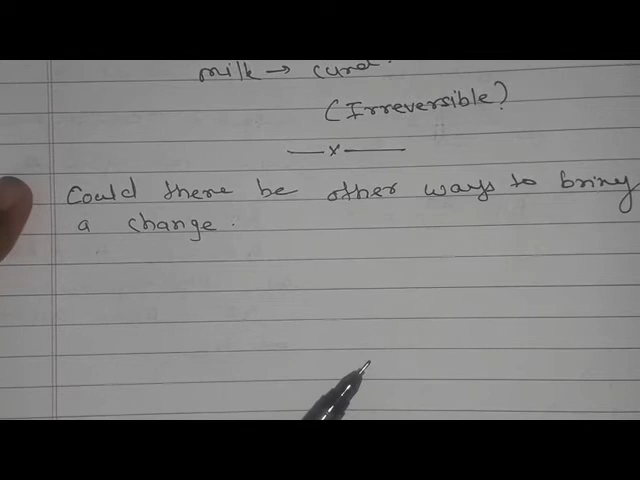 milk → curd.
(Irreversible?)
— x —
Could there be other ways to bring
a change.